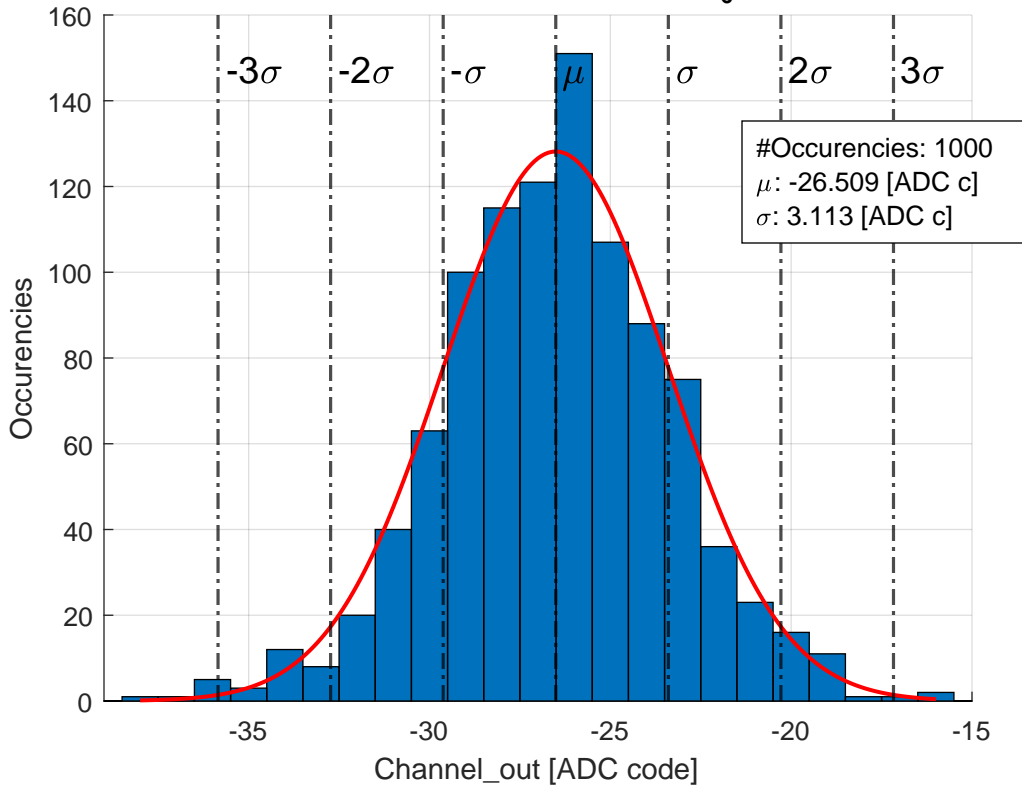 160
140
120
100
80
60
40
20
0
Occurencies
-3σ
-2σ
-σ
μ
σ
2σ
3σ
#Occurencies: 1000
μ: -26.509 [ADC c]
σ: 3.113 [ADC c]
-35
-30
-25
-20
-15
Channel_out [ADC code]